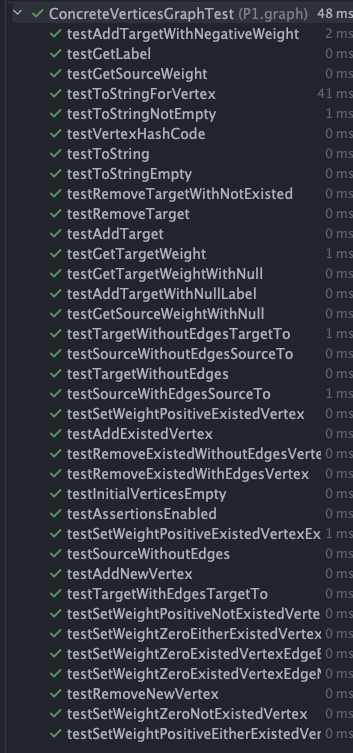 ConcreteVerticesGraphTest (P1.graph) 48 ms
testAddTargetWithNegativeWeight 2 ms
testGetLabel 0 ms
testGetSourceWeight 0 ms
testToStringForVertex 41 ms
testToStringNotEmpty 1 ms
testVertexHashCode 0 ms
testToString 0 ms
testToStringEmpty 0 ms
testRemoveTargetWithNotExisted 0 ms
testRemoveTarget 0 ms
testAddTarget 0 ms
testGetTargetWeight 1 ms
testGetTargetWeightWithNull 0 ms
testAddTargetWithNullLabel 0 ms
testGetSourceWeightWithNull 0 ms
testTargetWithoutEdgesTargetTo 1 ms
testSourceWithoutEdgesSourceTo 0 ms
testTargetWithoutEdges 0 ms
testSourceWithEdgesSourceTo 1 ms
testSetWeightPositiveExistedVertex 0 ms
testAddExistedVertex 0 ms
testRemoveExistedWithoutEdgesVerte 0 ms
testRemoveExistedWithEdgesVertex 0 ms
testInitialVerticesEmpty 0 ms
testAssertionsEnabled 0 ms
testSetWeightPositiveExistedVertexEx 1 ms
testSourceWithoutEdges 0 ms
testAddNewVertex 0 ms
testTargetWithEdgesTargetTo 0 ms
testSetWeightPositiveNotExistedVerte 0 ms
testSetWeightZeroEitherExistedVertex 0 ms
testSetWeightZeroExistedVertexEdgeE 0 ms
testSetWeightZeroExistedVertexEdgeN 0 ms
testRemoveNewVertex 0 ms
testSetWeightZeroNotExistedVertex 0 ms
testSetWeightPositiveEitherExistedVer 0 ms